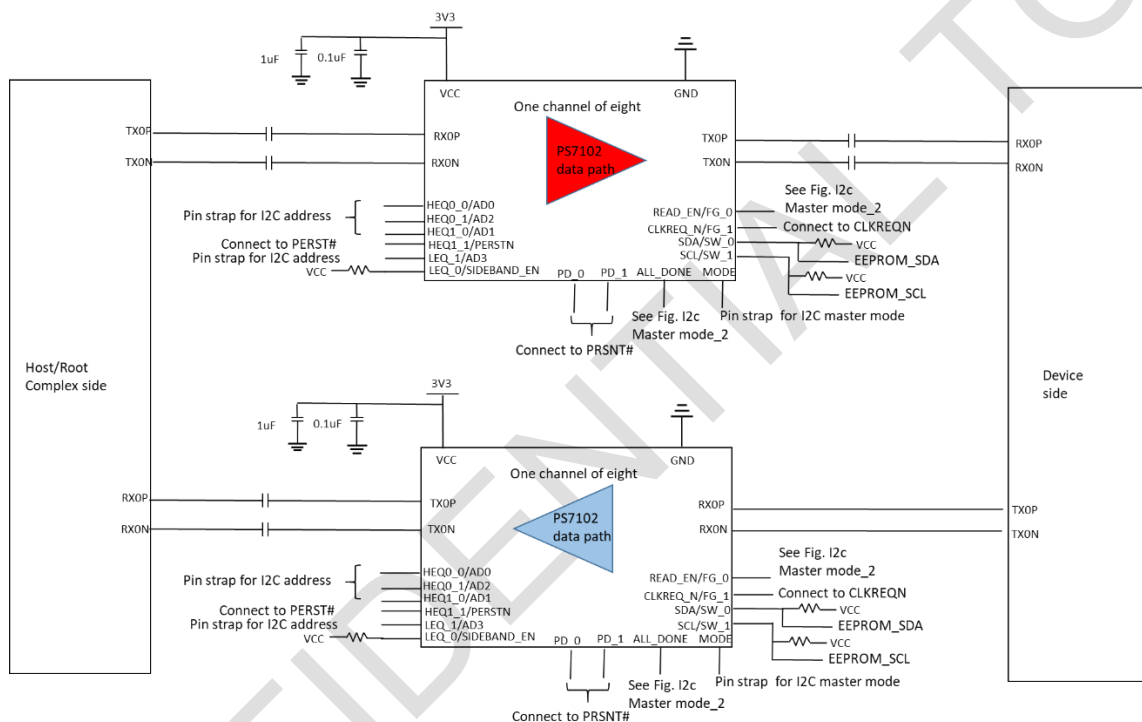 CONFIDENTIAL TO
3V3
1uF
0.1uF
VCC
GND
One channel of eight
TX0P
RX0P
TX0P
RX0P
TX0N
RX0N
TX0N
RX0N
PS7102
data path
HEQ0_0/AD0
HEQ0_1/AD2
HEQ1_0/AD1
HEQ1_1/PERSTN
LEQ_1/AD3
LEQ_0/SIDEBAND_EN
Pin strap for I2C address
Connect to PERST#
Pin strap for I2C address
VCC
READ_EN/FG_0
CLKREQ_N/FG_1
SDA/SW_0
SCL/SW_1
See Fig. I2c
Master mode_2
Connect to CLKREQN
VCC
EEPROM_SDA
VCC
EEPROM_SCL
PD_0
PD_1
ALL_DONE
MODE
See Fig. I2c
Master mode_2
Pin strap for I2C master mode
Connect to PRSNT#
Host/Root
Complex side
Device
side
3V3
1uF
0.1uF
VCC
GND
One channel of eight
RX0P
TX0P
RX0P
TX0P
RX0N
TX0N
RX0N
TX0N
PS7102
data path
HEQ0_0/AD0
HEQ0_1/AD2
HEQ1_0/AD1
HEQ1_1/PERSTN
LEQ_1/AD3
LEQ_0/SIDEBAND_EN
Pin strap for I2C address
Connect to PERST#
Pin strap for I2C address
VCC
READ_EN/FG_0
CLKREQ_N/FG_1
SDA/SW_0
SCL/SW_1
See Fig. I2c
Master mode_2
Connect to CLKREQN
VCC
EEPROM_SDA
VCC
EEPROM_SCL
PD_0
PD_1
ALL_DONE
MODE
See Fig. I2c
Master mode_2
Pin strap for I2C master mode
Connect to PRSNT#